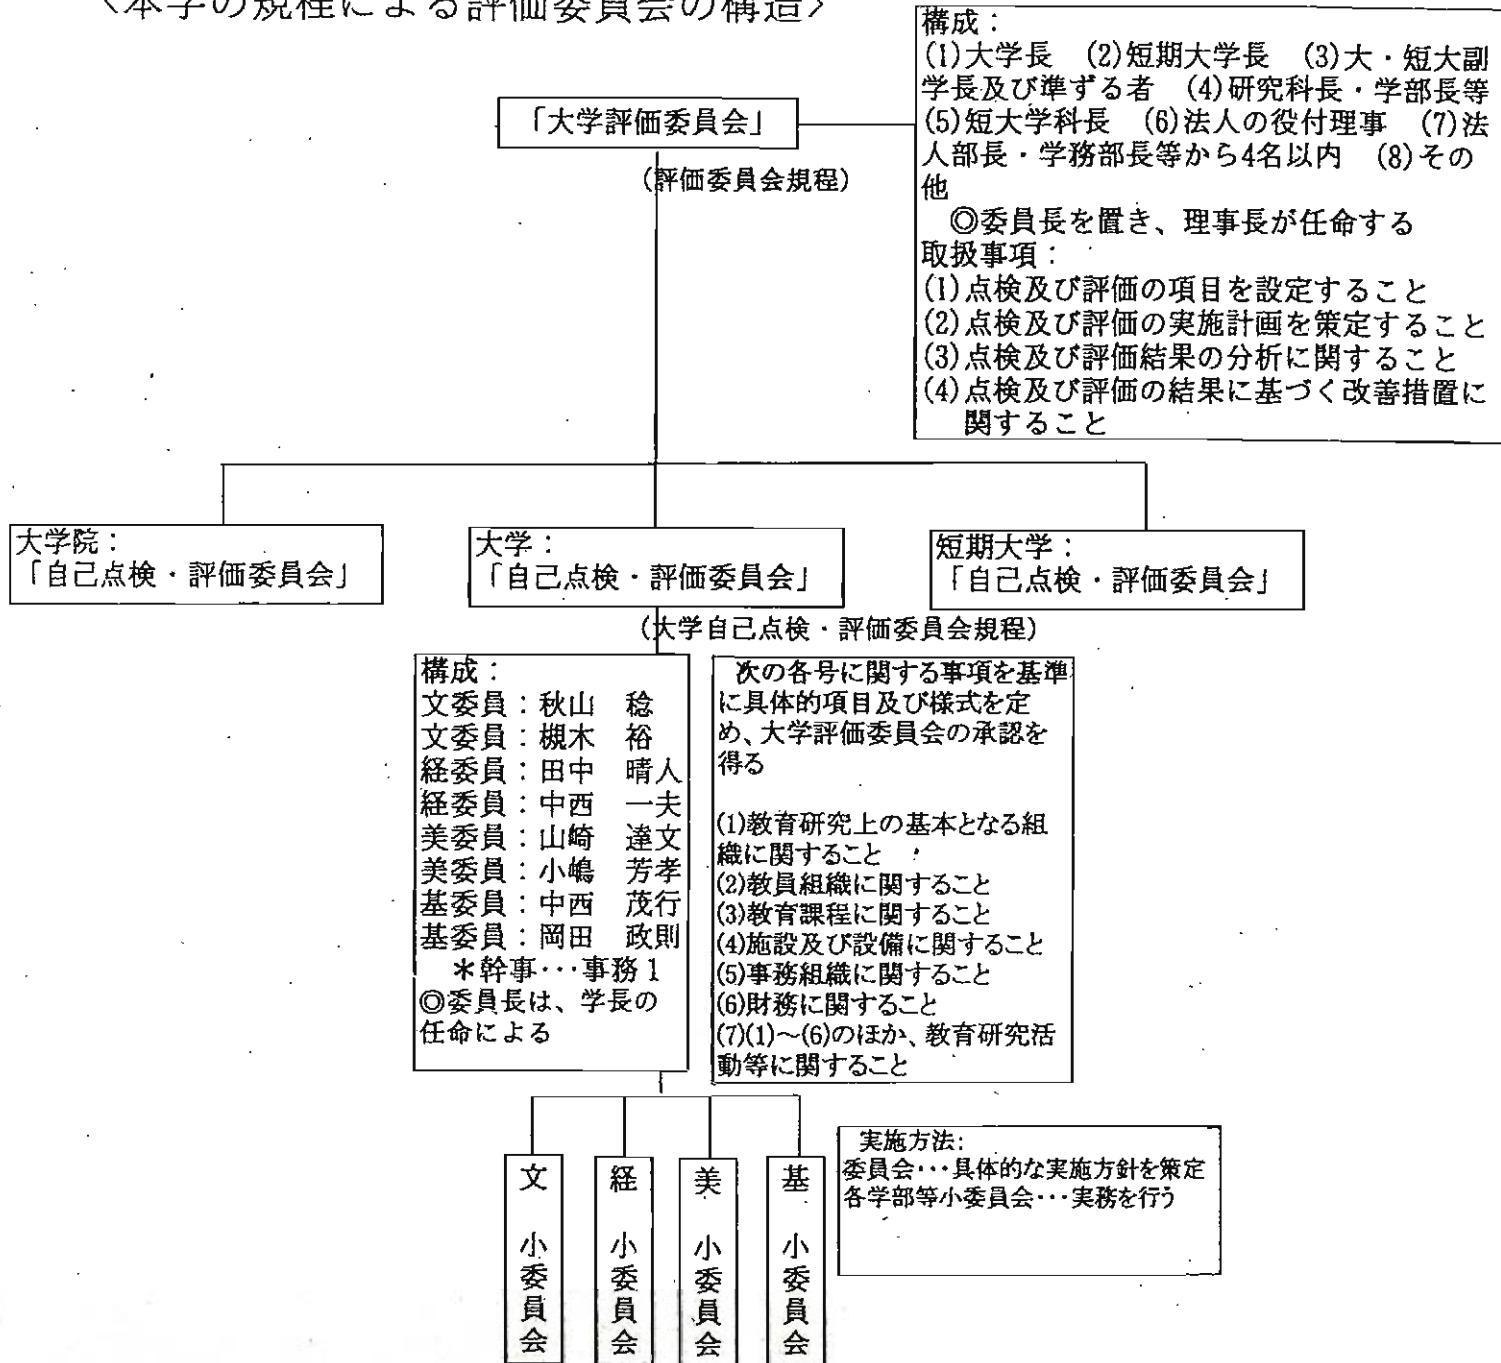 〈本学の規程による評価委員会の構造〉
「大学評価委員会」
(評価委員会規程)
構成：
(1)大学長　(2)短期大学長　(3)大・短大副
学長及び準ずる者　(4)研究科長・学部長等
(5)短大学科長　(6)法人の役付理事　(7)法
人部長・学務部長等から4名以内　(8)その
他
◎委員長を置き、理事長が任命する
取扱事項：
(1)点検及び評価の項目を設定すること
(2)点検及び評価の実施計画を策定すること
(3)点検及び評価結果の分析に関すること
(4)点検及び評価の結果に基づく改善措置に
関すること
大学院：
「自己点検・評価委員会」
大学：
「自己点検・評価委員会」
短期大学：
「自己点検・評価委員会」
(大学自己点検・評価委員会規程)
構成：
文委員：秋山　稔
文委員：槻木　裕
経委員：田中　晴人
経委員：中西　一夫
美委員：山崎　達文
美委員：小嶋　芳孝
基委員：中西　茂行
基委員：岡田　政則
＊幹事･･･事務1
◎委員長は、学長の
任命による
次の各号に関する事項を基準
に具体的項目及び様式を定
め、大学評価委員会の承認を
得る
(1)教育研究上の基本となる組
織に関すること
(2)教員組織に関すること
(3)教育課程に関すること
(4)施設及び設備に関すること
(5)事務組織に関すること
(6)財務に関すること
(7)(1)～(6)のほか、教育研究活
動等に関すること
文　小委員会
経　小委員会
美　小委員会
基　小委員会
実施方法:
委員会･･･具体的な実施方針を策定
各学部等小委員会･･･実務を行う